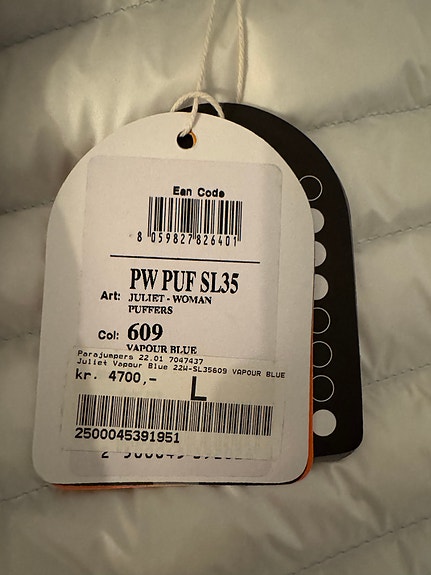 Ean Code
8 059827 826401
PW PUF SL35
Art: JULIET - WOMAN
PUFFERS
Col: 609
VAPOUR BLUE
Parajumpers 22.01 7047437
Juliet Vapour Blue 22W-SL35609 VAPOUR BLUE
kr. 4700,- L
2500045391951